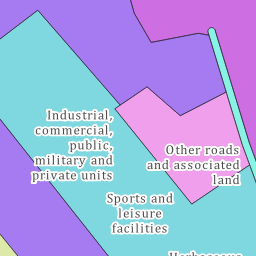 Industrial,
commercial,
public,
military and
private units
Other roads
and associated
land
Sports and
leisure
facilities